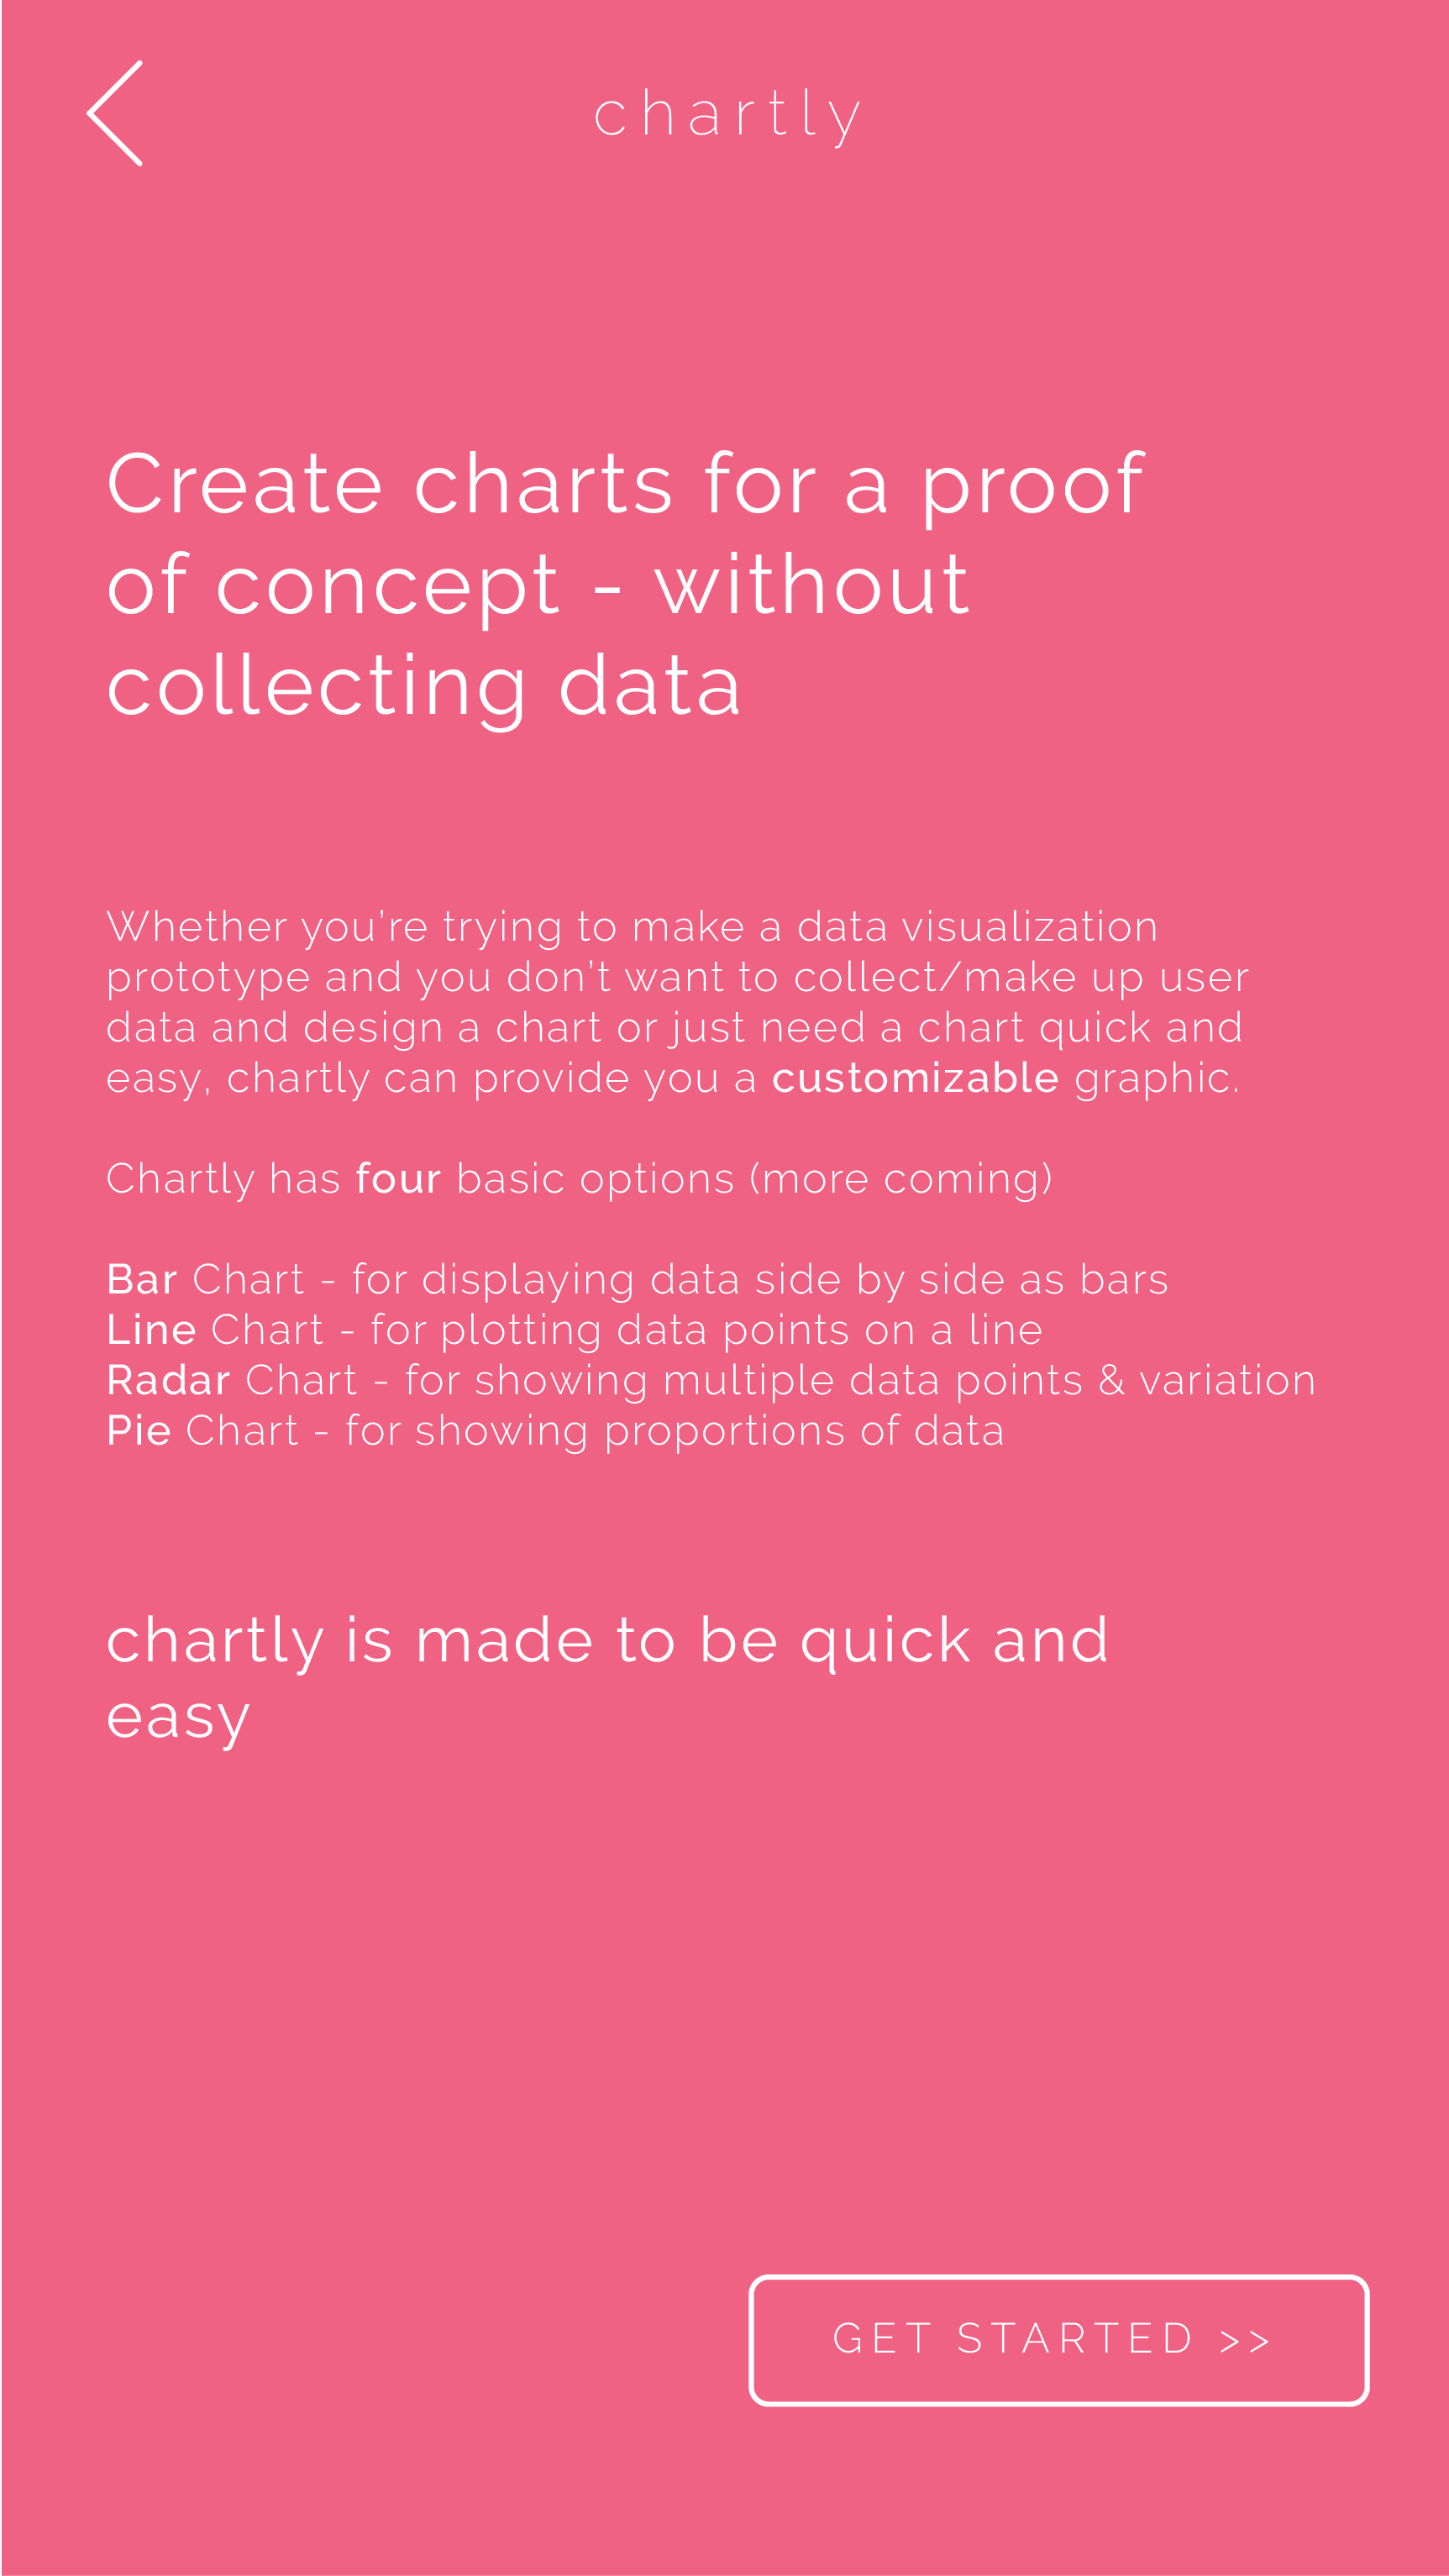 chartly
Create charts for a proof
of concept - without
collecting data
Whether you’re trying to make a data visualization
prototype and you don’t want to collect/make up user
data and design a chart or just need a chart quick and
easy, chartly can provide you a customizable graphic.
Chartly has four basic options (more coming)
Bar Chart - for displaying data side by side as bars
Line Chart - for plotting data points on a line
Radar Chart - for showing multiple data points & variation
Pie Chart - for showing proportions of data
chartly is made to be quick and
easy
GET STARTED >>